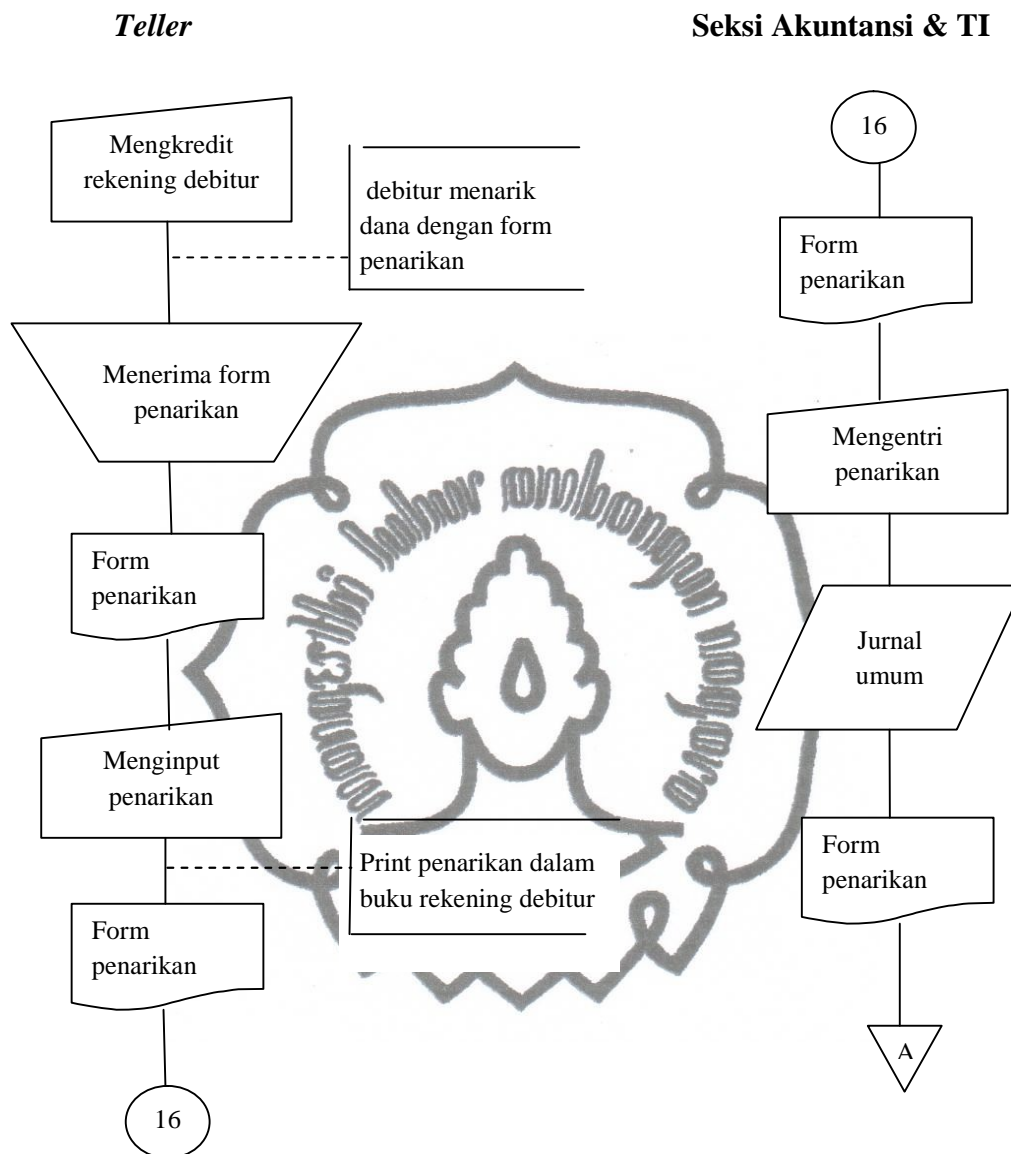 Teller
Seksi Akuntansi & TI
Mengkredit
rekening debitur
debitur menarik
dana dengan form
penarikan
Menerima form
penarikan
Form
penarikan
Menginput
penarikan
Print penarikan dalam
buku rekening debitur
Form
penarikan
16
16
Form
penarikan
Mengentri
penarikan
Jurnal
umum
Form
penarikan
A